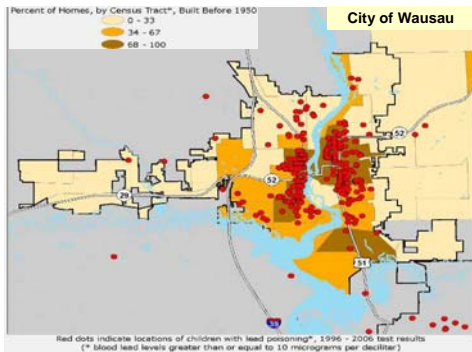 Percent of Homes, by Census Tract*, Built Before 1950
0 - 33
34 - 67
68 - 100
City of Wausau
52
52
29
51
39
Red dots indicate locations of children with lead poisoning*, 1996 - 2006 test results
(* blood lead levels greater than or equal to 10 micrograms per deciliter)